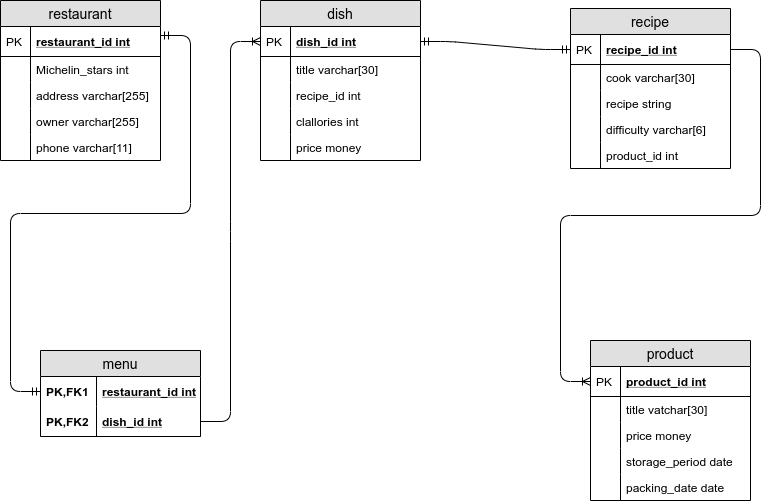 restaurant
PK restaurant_id int
Michelin_stars int
address varchar[255]
owner varchar[255]
phone varchar[11]
dish
PK dish_id int
title varchar[30]
recipe_id int
clallories int
price money
recipe
PK recipe_id int
cook varchar[30]
recipe string
difficulty varchar[6]
product_id int
menu
PK,FK1 restaurant_id int
PK,FK2 dish_id int
product
PK product_id int
title vatchar[30]
price money
storage_period date
packing_date date